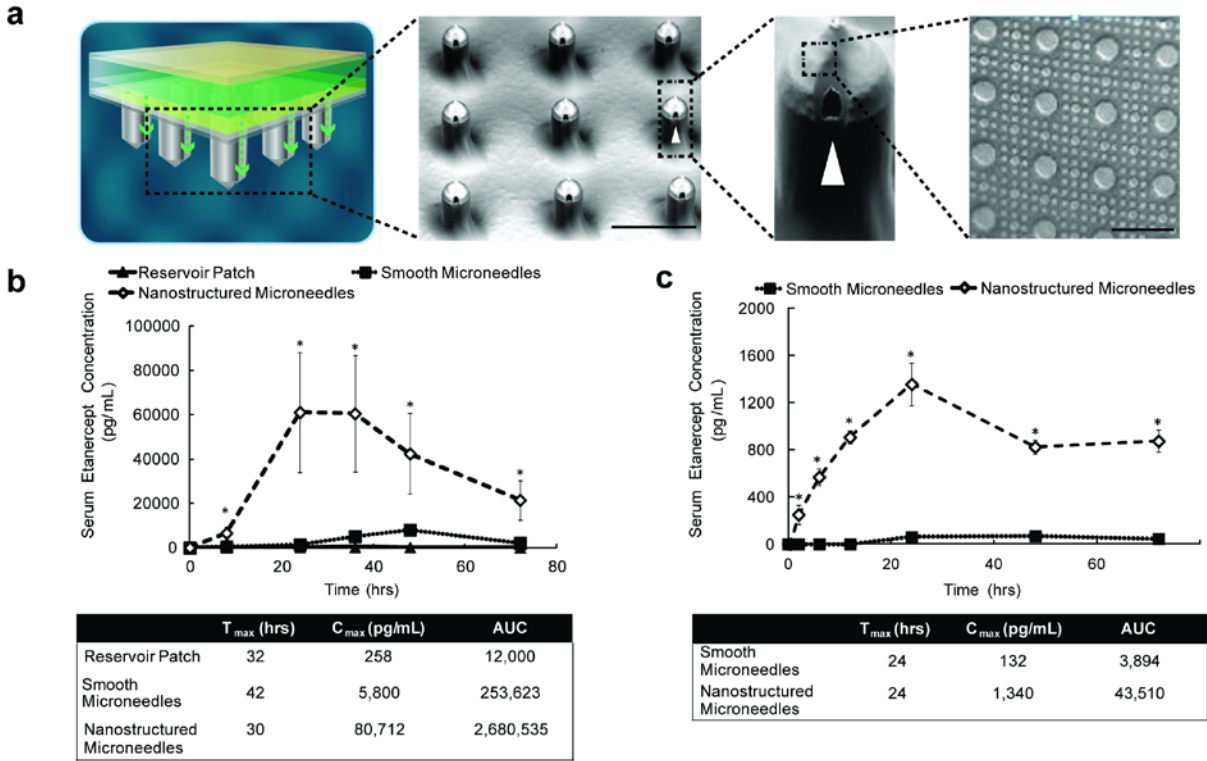 a
b
Reservoir Patch
Smooth Microneedles
Nanostructured Microneedles
Serum Etanercept Concentration
(pg/mL)
100000
80000
60000
40000
20000
0
*
*
*
*
*
0 20 40 60 80
Time (hrs)
Tmax (hrs) Cmax (pg/mL) AUC
Reservoir Patch 32 258 12,000
Smooth
Microneedles 42 5,800 253,623
Nanostructured
Microneedles 30 80,712 2,680,535
c
Smooth Microneedles Nanostructured Microneedles
Serum Etanercept Concentration
(pg/mL)
2000
1600
1200
800
400
0
*
*
*
*
*
*
0 20 40 60
Time (hrs)
Tmax (hrs) Cmax (pg/mL) AUC
Smooth
Microneedles 24 132 3,894
Nanostructured
Microneedles 24 1,340 43,510